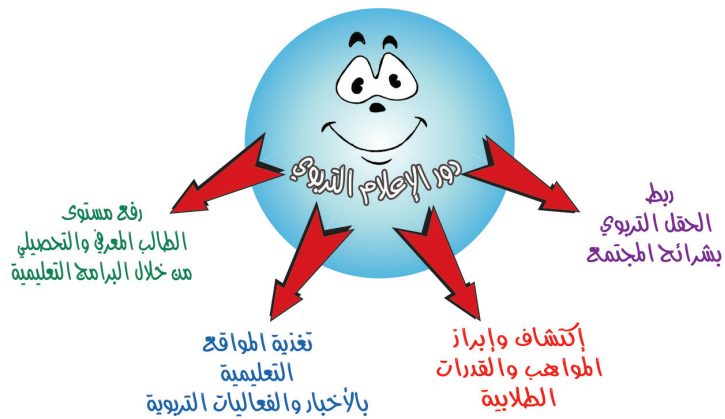 دور الإعلام التربوي
ربط
الحقل التربوي
بشرائح المجتمع
إكتشاف وإبراز
المواهب والقدرات
الطلابية
تغذية المواقع
التعليمية
بالأخبار والفعاليات التربوية
رفع مستوى
الطالب المعرفي والتحصيلي
من خلال البرامج التعليمية